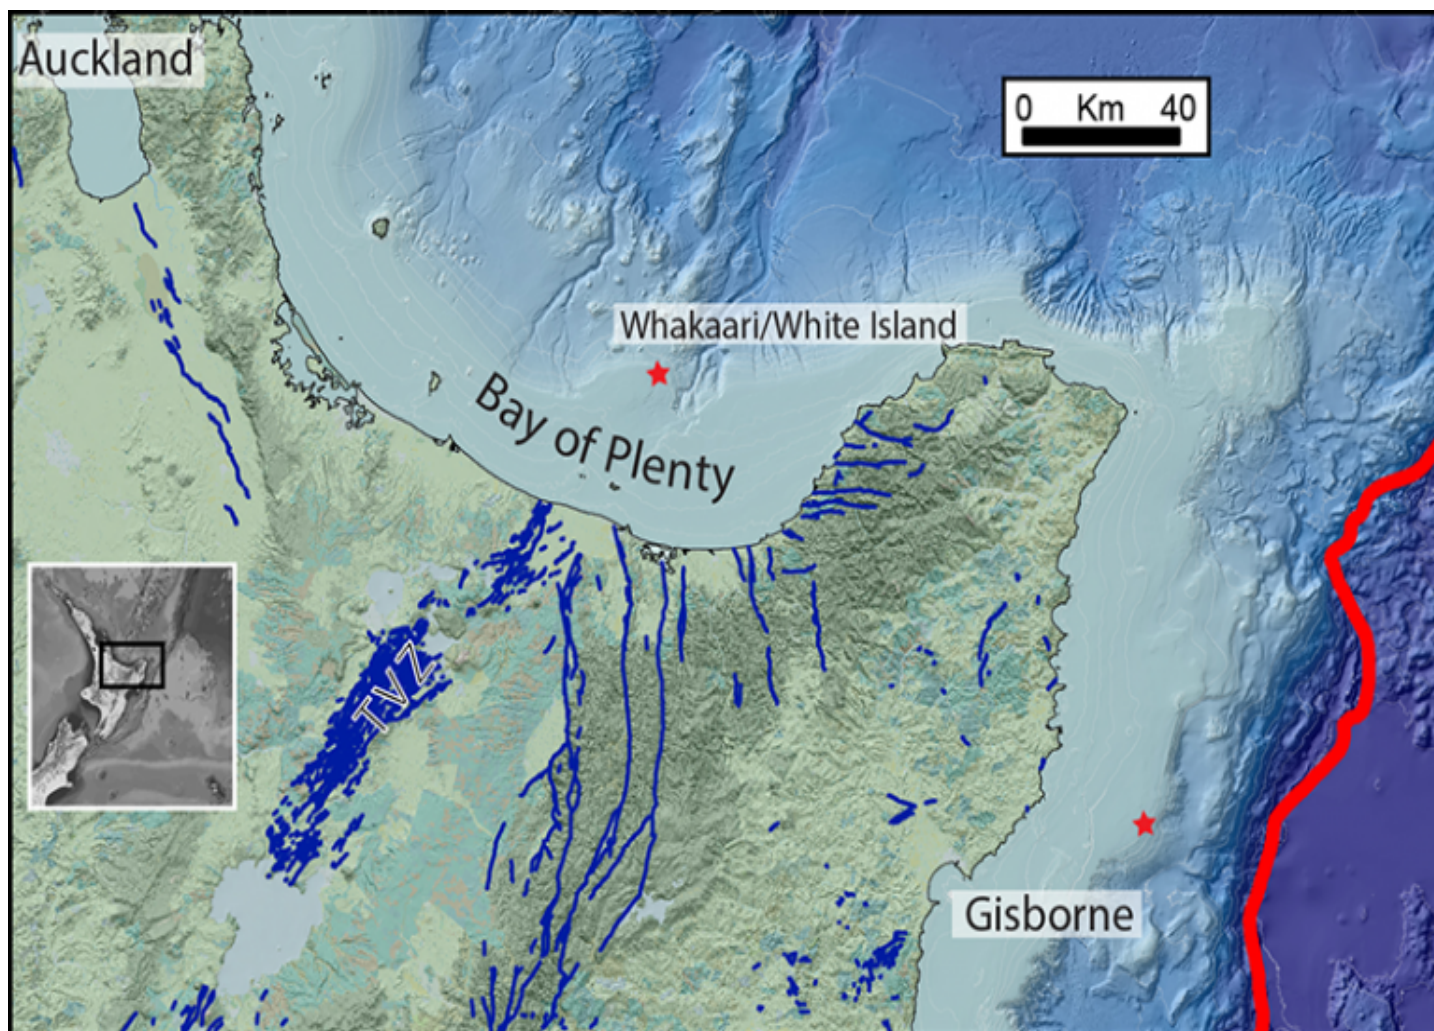 Auckland
0 Km 40
Whakaari/White Island
Bay of Plenty
TVZ
Gisborne